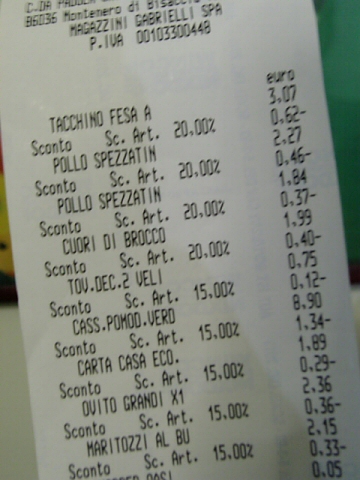 C.DA
86036 Montenero di Bisaccia
MAGAZZINI GABRIELLI SPA
P.IVA 00103300448
euro
TACCHINO FESA A 3,07
Sconto Sc. Art. 20,00% 0,62-
POLLO SPEZZATIN 2,27
Sconto Sc. Art. 20,00% 0,46-
POLLO SPEZZATIN 1,84
Sconto Sc. Art. 20,00% 0,37-
CUORI DI BROCCO 1,99
Sconto Sc. Art. 20,00% 0,40-
TOV.DEC.2 VELI 0,75
Sconto Sc. Art. 15,00% 0,12-
CASS.POMOD.VERD 8,90
Sconto Sc. Art. 15,00% 1,34-
CARTA CASA ECO. 1,89
Sconto Sc. Art. 15,00% 0,29-
OVITO GRANDI X1 2,36
Sconto Sc. Art. 15,00% 0,36-
MARITOZZI AL BU 2,15
Sconto Sc. Art. 15,00% 0,33-
0,05